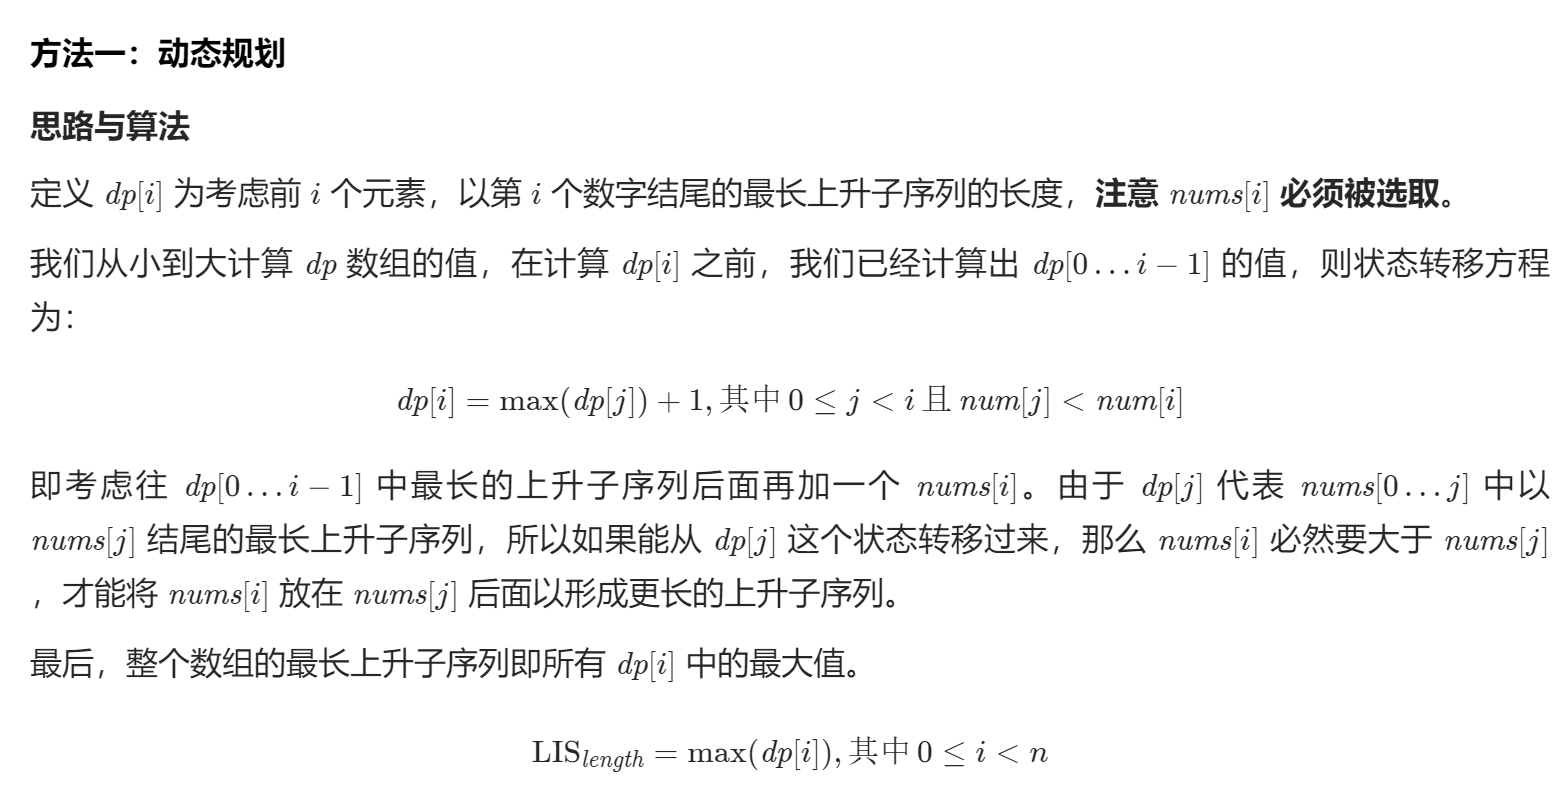 方法一：动态规划
思路与算法
定义 dp[i] 为考虑前 i 个元素，以第 i 个数字结尾的最长上升子序列的长度，注意 nums[i] 必须被选取。
我们从小到大计算 dp 数组的值，在计算 dp[i] 之前，我们已经计算出 dp[0…i − 1] 的值，则状态转移方程
为：
dp[i] = max(dp[j]) + 1, 其中 0 ≤ j < i 且 num[j] < num[i]
即考虑往 dp[0…i − 1] 中最长的上升子序列后面再加一个 nums[i]。由于 dp[j] 代表 nums[0…j] 中以
nums[j] 结尾的最长上升子序列，所以如果能从 dp[j] 这个状态转移过来，那么 nums[i] 必然要大于 nums[j]
，才能将 nums[i] 放在 nums[j] 后面以形成更长的上升子序列。
最后，整个数组的最长上升子序列即所有 dp[i] 中的最大值。
LIS_length = max(dp[i]), 其中 0 ≤ i < n